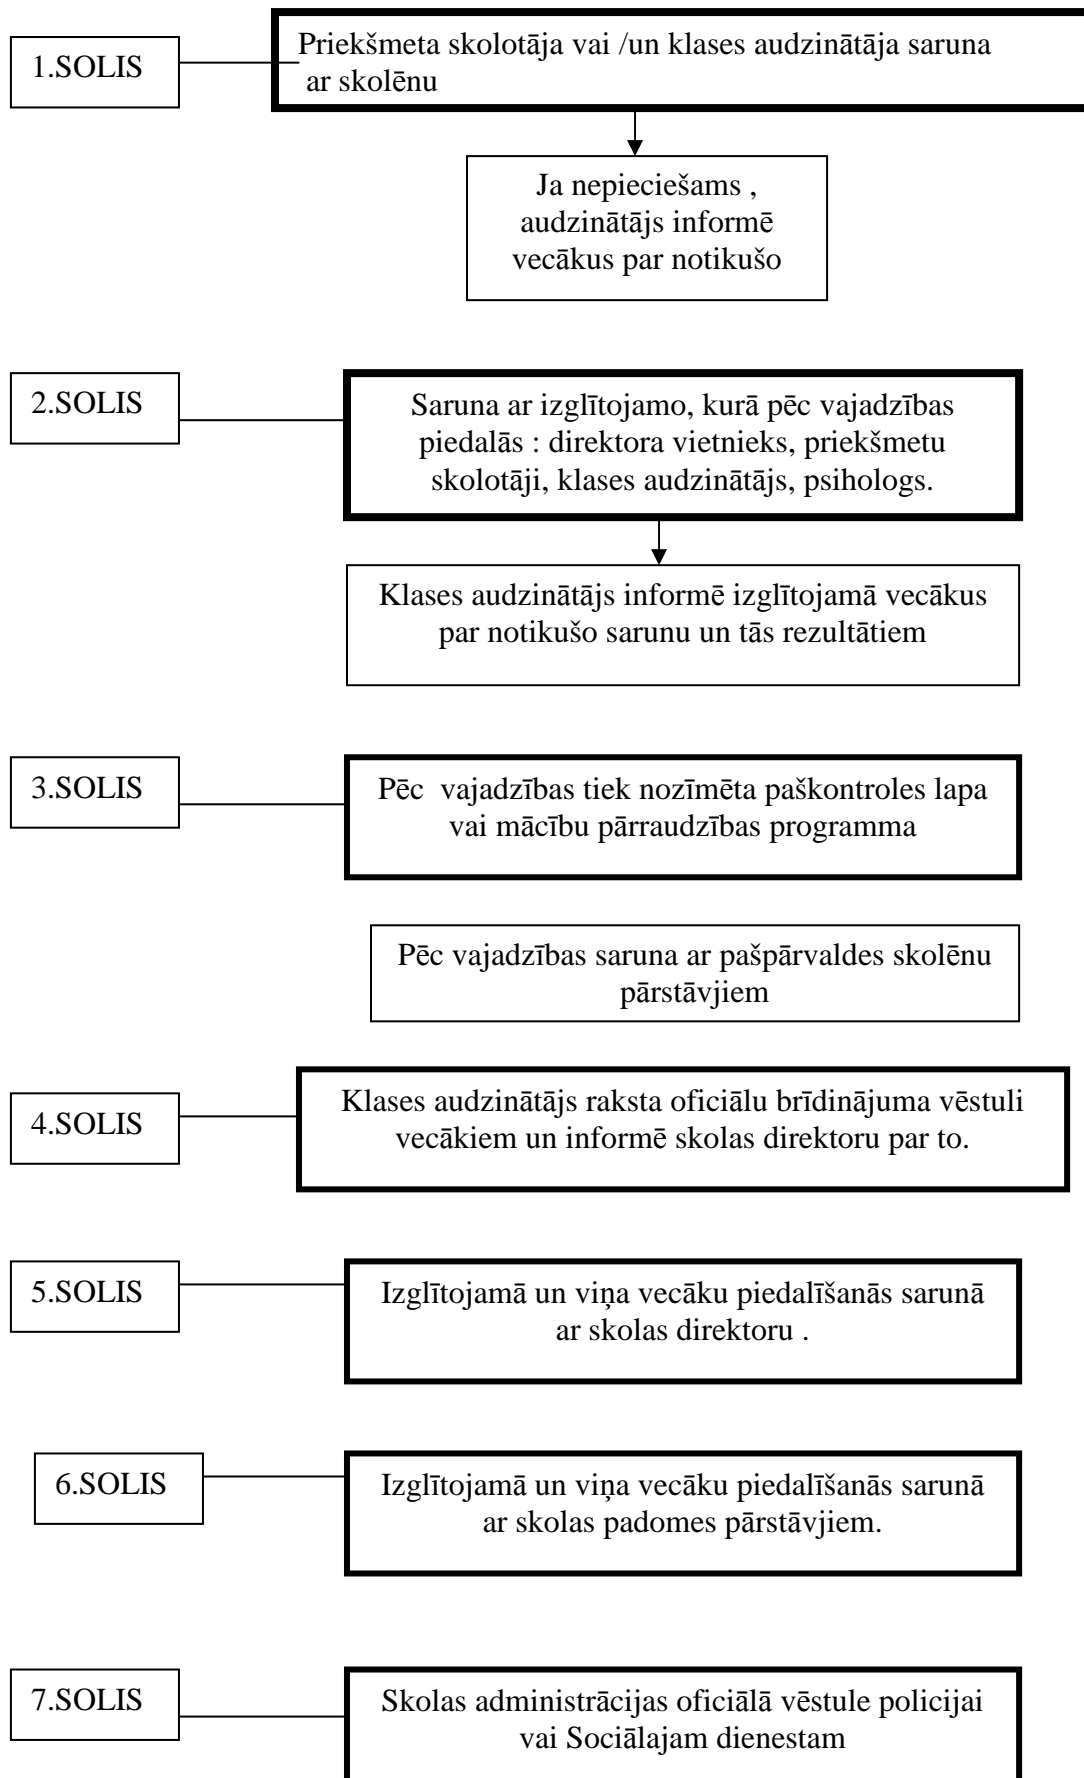 1.SOLIS
Priekšmeta skolotāja vai /un klases audzinātāja saruna
ar skolēnu
Ja nepieciešams ,
audzinātājs informē
vecākus par notikušo
2.SOLIS
Saruna ar izglītojamo, kurā pēc vajadzības
piedalās : direktora vietnieks, priekšmetu
skolotāji, klases audzinātājs, psihologs.
Klases audzinātājs informē izglītojamā vecākus
par notikušo sarunu un tās rezultātiem
3.SOLIS
Pēc  vajadzības tiek nozīmēta paškontroles lapa
vai mācību pārraudzības programma
Pēc vajadzības saruna ar pašpārvaldes skolēnu
pārstāvjiem
4.SOLIS
Klases audzinātājs raksta oficiālu brīdinājuma vēstuli
vecākiem un informē skolas direktoru par to.
5.SOLIS
Izglītojamā un viņa vecāku piedalīšanās sarunā
ar skolas direktoru .
6.SOLIS
Izglītojamā un viņa vecāku piedalīšanās sarunā
ar skolas padomes pārstāvjiem.
7.SOLIS
Skolas administrācijas oficiālā vēstule policijai
vai Sociālajam dienestam